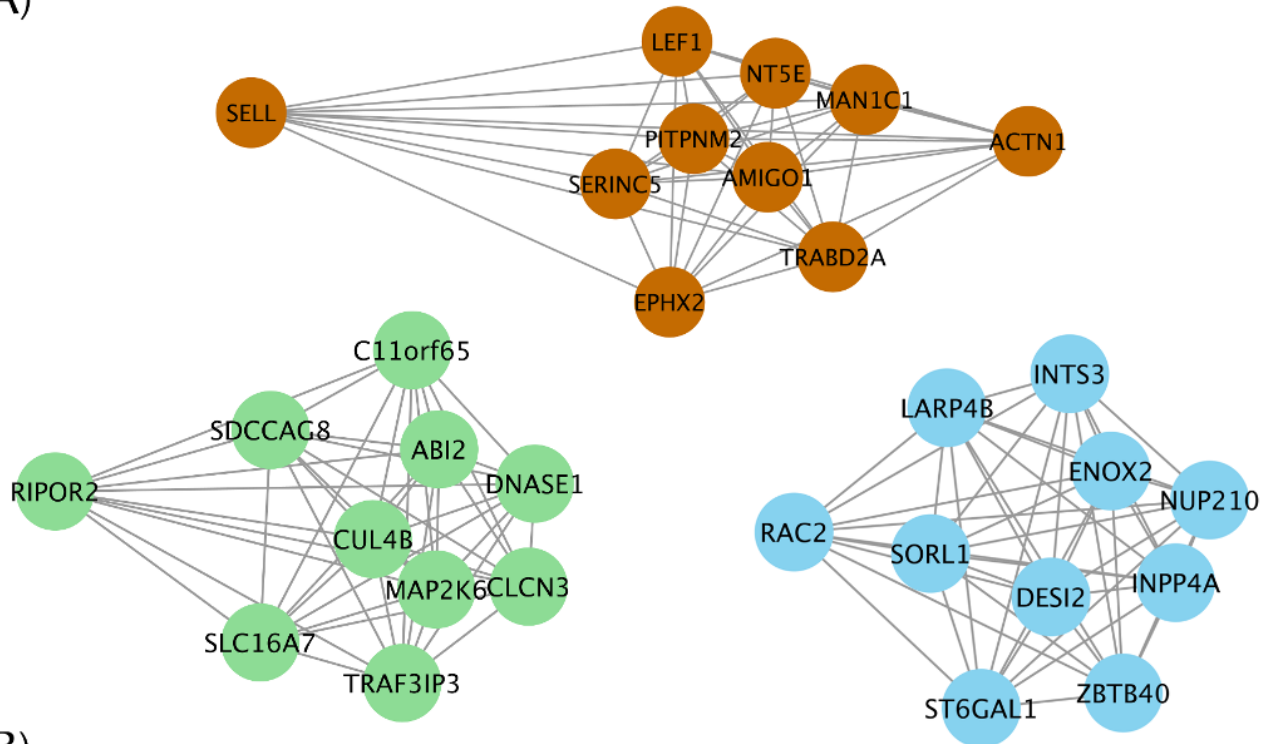 A)
LEF1
NT5E
MAN1C1
SELL
PITPNM2
ACTN1
SERINC5
AMIGO1
TRABD2A
EPHX2
C11orf65
SDCCAG8
ABI2
DNASE1
RIPOR2
CUL4B
MAP2K6
CLCN3
SLC16A7
TRAF3IP3
INTS3
LARP4B
ENOX2
NUP210
RAC2
SORL1
DESI2
INPP4A
ST6GAL1
ZBTB40
B)